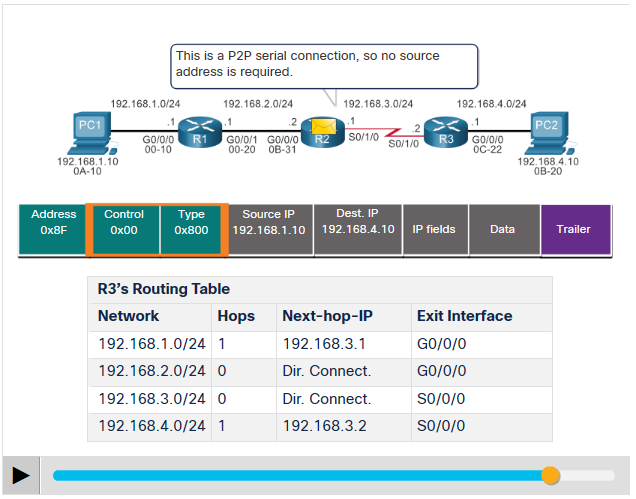 This is a P2P serial connection, so no source
address is required.
192.168.1.0/24 192.168.2.0/24 192.168.3.0/24 192.168.4.0/24
PC1 .1 .1 .2 .1 .2 .1 PC2
R1 R2 R3
G0/0/0 G0/0/1 G0/0/0 S0/1/0 S0/1/0 G0/0/0
00-10 00-20 0B-31 0C-22
192.168.1.10 192.168.4.10
0A-10 0B-20
Address Control Type Source IP Dest. IP IP fields Data Trailer
0x8F 0x00 0x800 192.168.1.10 192.168.4.10
R3's Routing Table
Network Hops Next-hop-IP Exit Interface
192.168.1.0/24 1 192.168.3.1 G0/0/0
192.168.2.0/24 0 Dir. Connect. G0/0/0
192.168.3.0/24 0 Dir. Connect. S0/0/0
192.168.4.0/24 1 192.168.3.2 S0/0/0